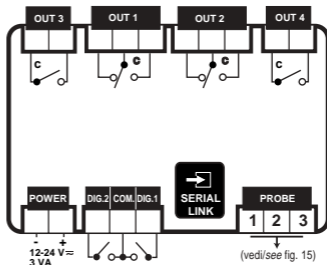 OUT 3 OUT 1 OUT 2 OUT 4
C C C C
POWER DIG.2 COM. DIG.1 SERIAL LINK PROBE
1 2 3
- +
12-24 V⎓
3 VA
(vedi/see fig. 15)